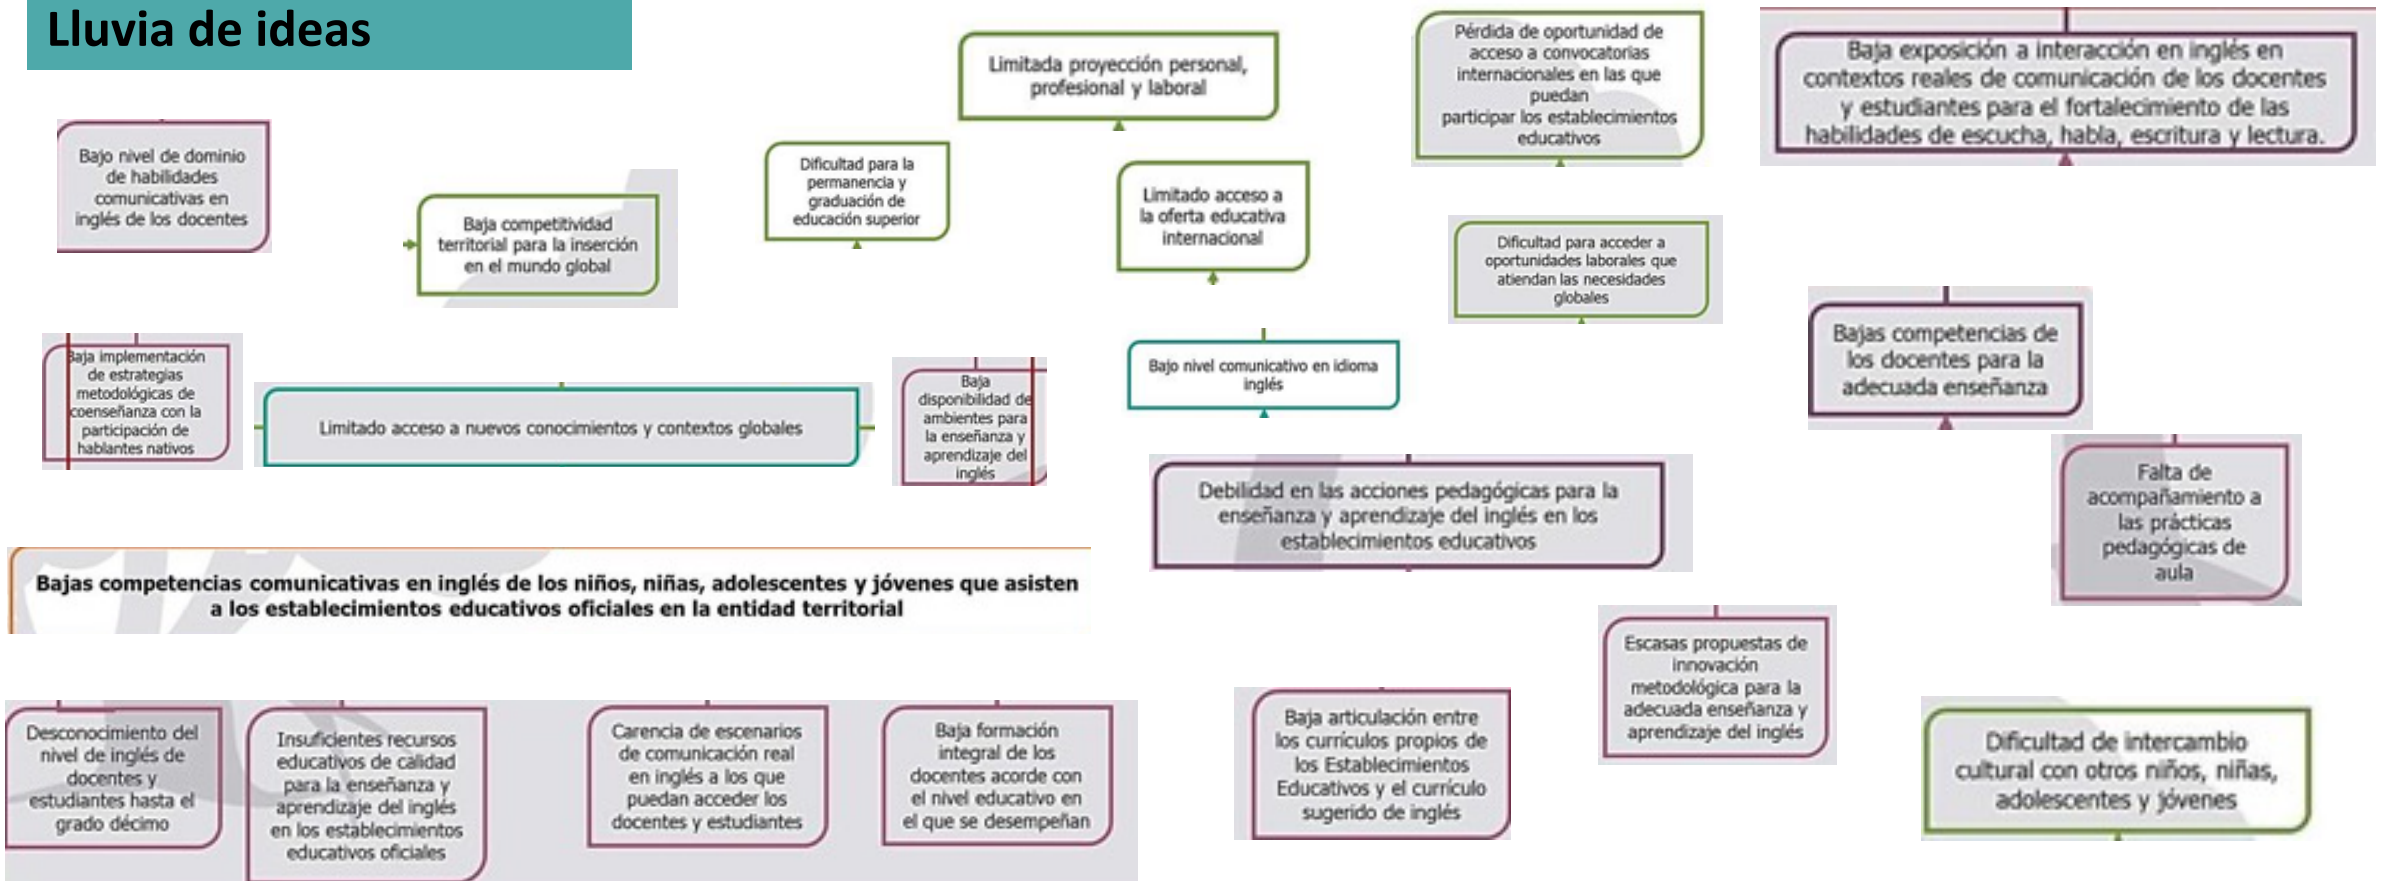 Lluvia de ideas
Limitada proyección personal,
profesional y laboral
Pérdida de oportunidad de
acceso a convocatorias
internacionales en las que
puedan
participar los establecimientos
educativos
Baja exposición a interacción en inglés en
contextos reales de comunicación de los docentes
y estudiantes para el fortalecimiento de las
habilidades de escucha, habla, escritura y lectura.
Bajo nivel de dominio
de habilidades
comunicativas en
inglés de los docentes
Baja competitividad
territorial para la inserción
en el mundo global
Dificultad para la
permanencia y
graduación de
educación superior
Limitado acceso a
la oferta educativa
internacional
Dificultad para acceder a
oportunidades laborales que
atiendan las necesidades
globales
Bajas competencias de
los docentes para la
adecuada enseñanza
Baja implementación
de estrategias
metodológicas de
coenseñanza con la
participación de
hablantes nativos
Limitado acceso a nuevos conocimientos y contextos globales
Baja
disponibilidad de
ambientes para
la enseñanza y
aprendizaje del
inglés
Bajo nivel comunicativo en idioma
inglés
Debilidad en las acciones pedagógicas para la
enseñanza y aprendizaje del inglés en los
establecimientos educativos
Falta de
acompañamiento a
las prácticas
pedagógicas de
aula
Bajas competencias comunicativas en inglés de los niños, niñas, adolescentes y jóvenes que asisten
a los establecimientos educativos oficiales en la entidad territorial
Escasas propuestas de
innovación
metodológica para la
adecuada enseñanza y
aprendizaje del inglés
Desconocimiento del
nivel de inglés de
docentes y
estudiantes hasta el
grado décimo
Insuficientes recursos
educativos de calidad
para la enseñanza y
aprendizaje del inglés
en los establecimientos
educativos oficiales
Carencia de escenarios
de comunicación real
en inglés a los que
puedan acceder los
docentes y estudiantes
Baja formación
integral de los
docentes acorde con
el nivel educativo en
el que se desempeñan
Baja articulación entre
los currículos propios de
los Establecimientos
Educativos y el currículo
sugerido de inglés
Dificultad de intercambio
cultural con otros niños, niñas,
adolescentes y jóvenes